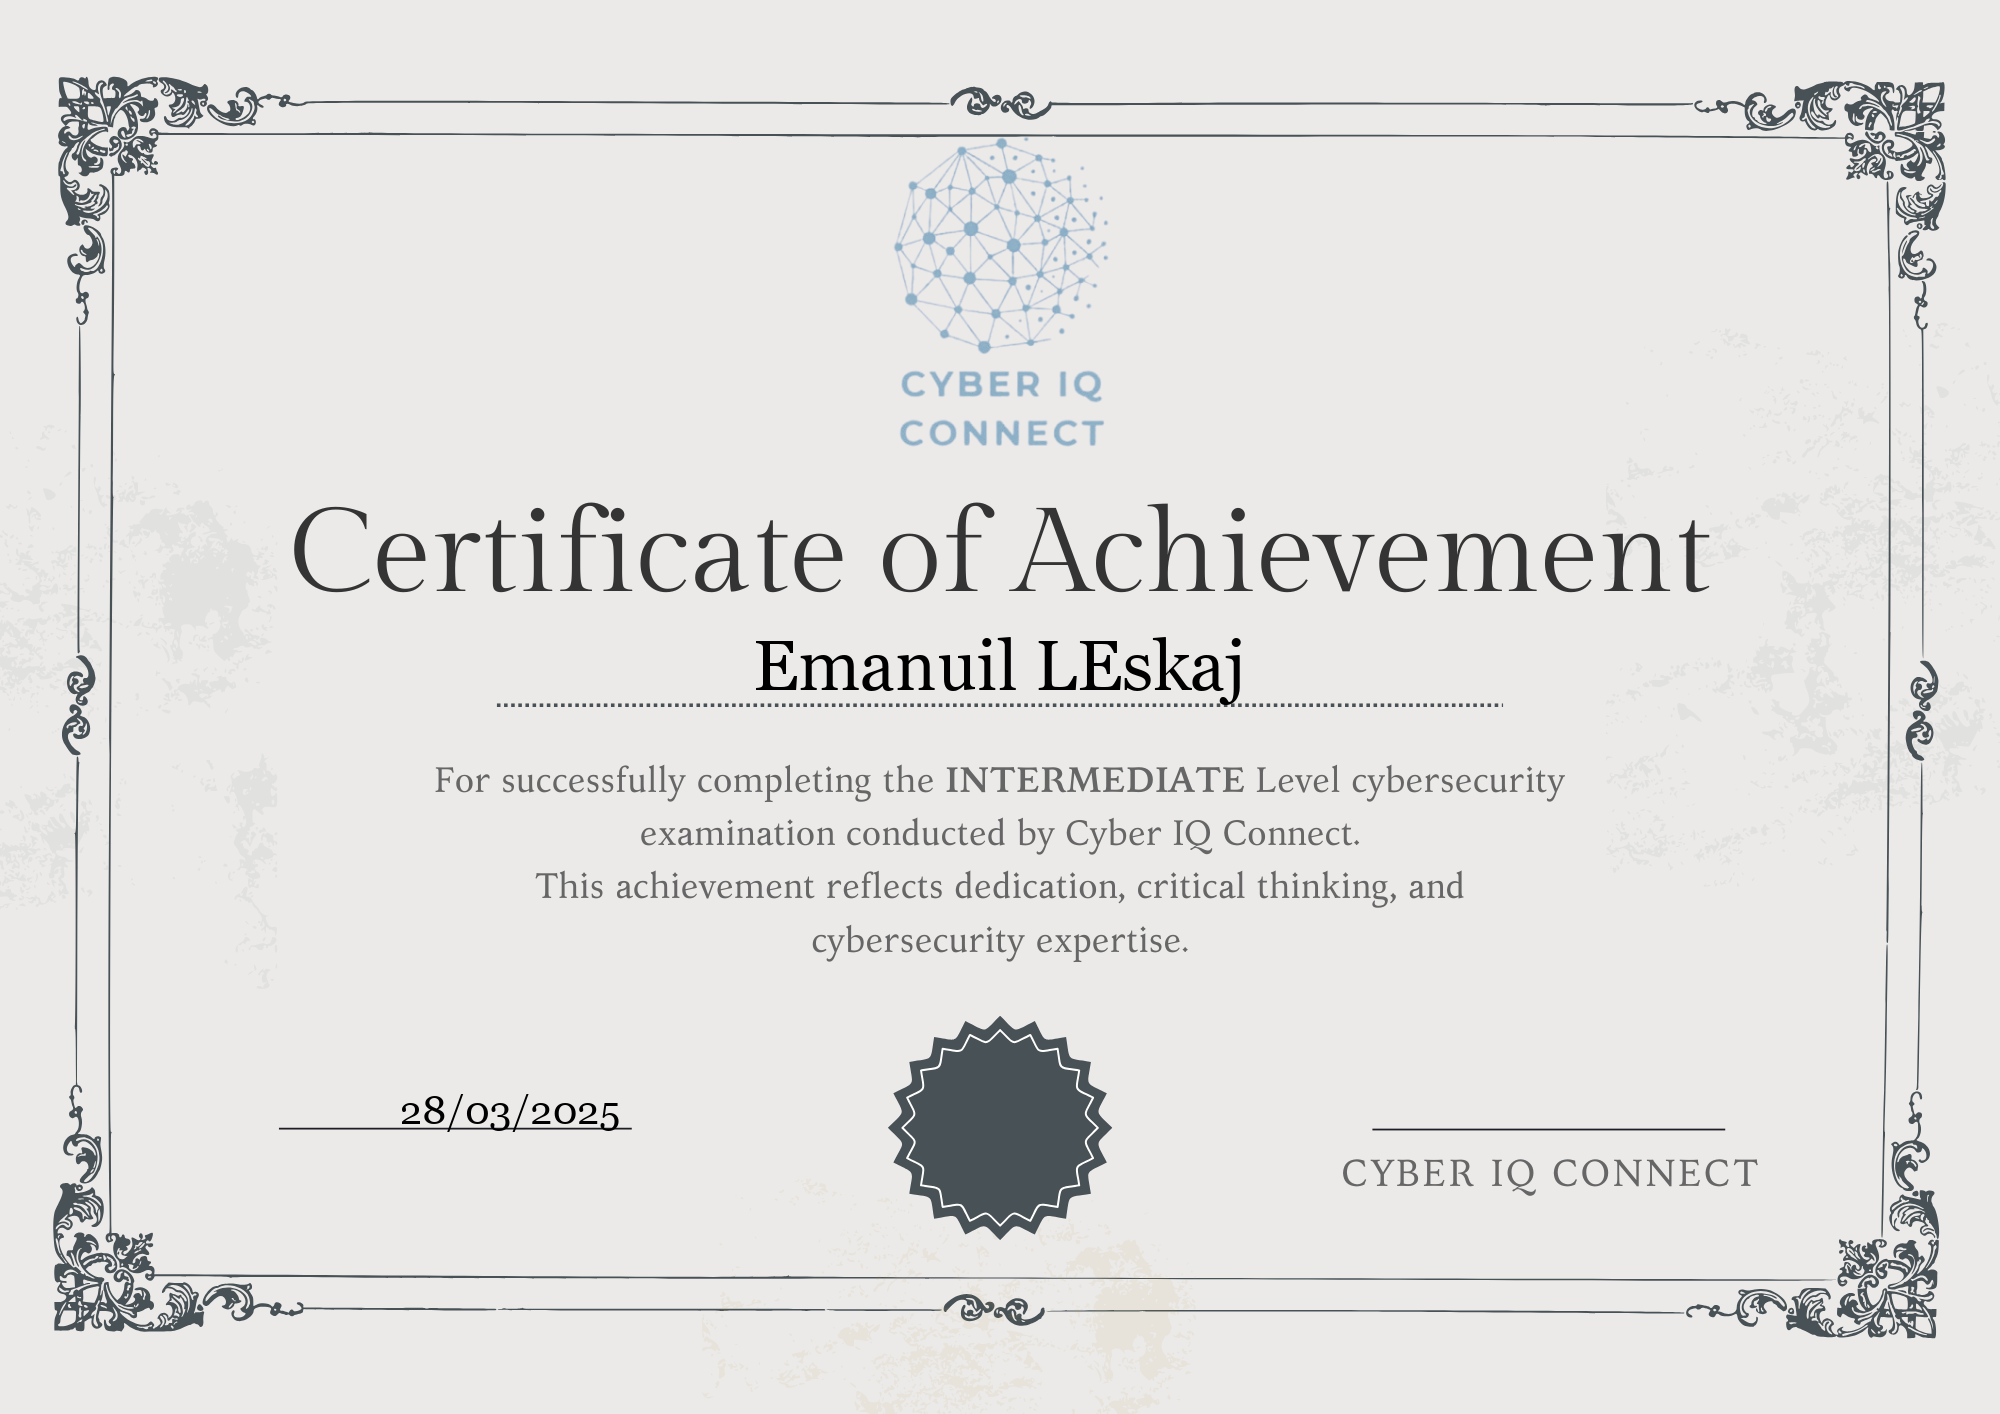 CYBER IQ
CONNECT
Certificate of Achievement
Emanuil LEskaj
For successfully completing the INTERMEDIATE Level cybersecurity
examination conducted by Cyber IQ Connect.
This achievement reflects dedication, critical thinking, and
cybersecurity expertise.
28/03/2025
CYBER IQ CONNECT